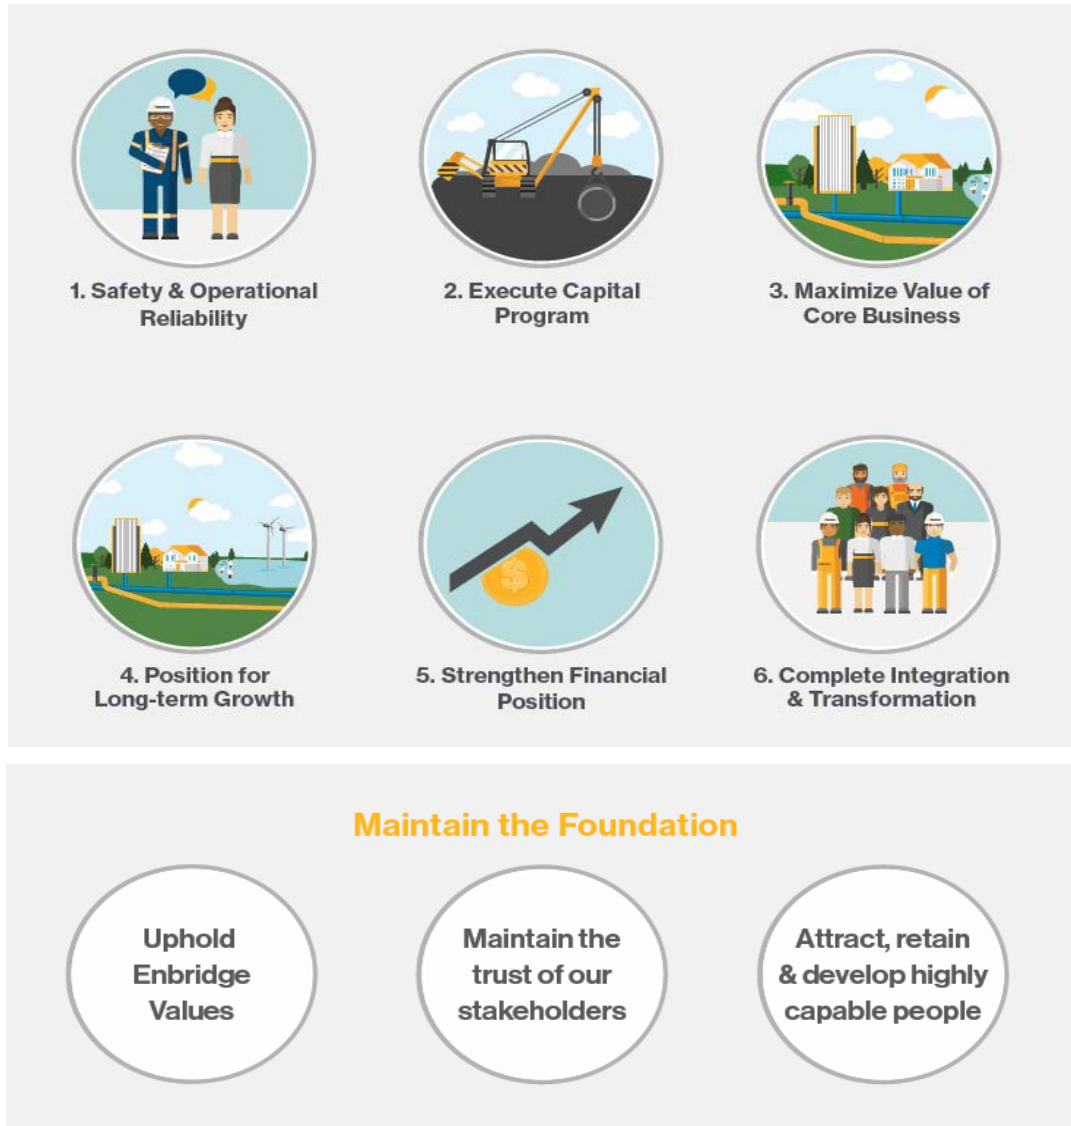 1. Safety & Operational
Reliability
2. Execute Capital
Program
3. Maximize Value of
Core Business
4. Position for
Long-term Growth
$
5. Strengthen Financial
Position
6. Complete Integration
& Transformation
Maintain the Foundation
Uphold
Enbridge
Values
Maintain the
trust of our
stakeholders
Attract, retain
& develop highly
capable people